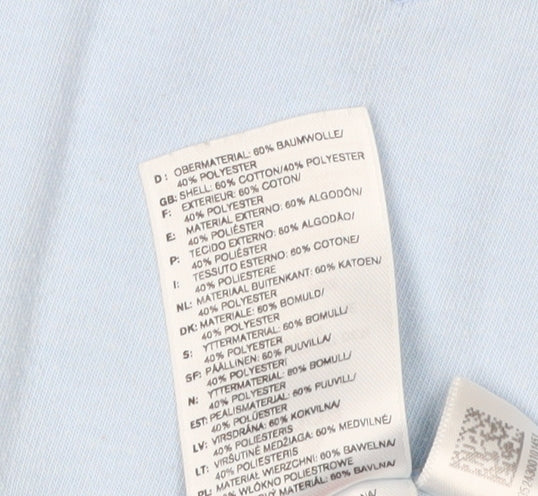 D: OBERMATERIAL: 60% BAUMWOLLE/
40% POLYESTER
GB: SHELL: 60% COTTON/40% POLYESTER
F: EXTERIEUR: 60% COTON/
40% POLYESTER
E: MATERIAL EXTERNO: 60% ALGODÓN/
40% POLIÉSTER
P: TECIDO EXTERNO: 60% ALGODÃO/
40% POLIÉSTER
I: TESSUTO ESTERNO: 60% COTONE/
40% POLIESTERE
NL: MATERIAAL BUITENKANT: 60% KATOEN/
40% POLYESTER
DK: MATERIALE: 60% BOMULD/
40% POLYESTER
S: YTTERMATERIAL: 60% BOMULL/
40% POLYESTER
SF: PÄÄLLINEN: 60% PUUVILLA/
40% POLYESTERI
N: YTTERMATERIAL: 60% BOMULL/
40% POLYESTER
EST: PEALISMATERJAL: 60% PUUVILL/
40% POLÜESTER
LV: VIRSDRĀNA: 60% KOKVILNA/
40% POLIESTERIS
LT: VIRŠUTINĖ MEDŽIAGA: 60% MEDVILNĖ/
40% POLIESTERIS
PL: MATERIAŁ WIERZCHNI: 60% BAWEŁNA/
40% WŁÓKNO POLIESTROWE
MATERIÁL: 60% BAVLNA/